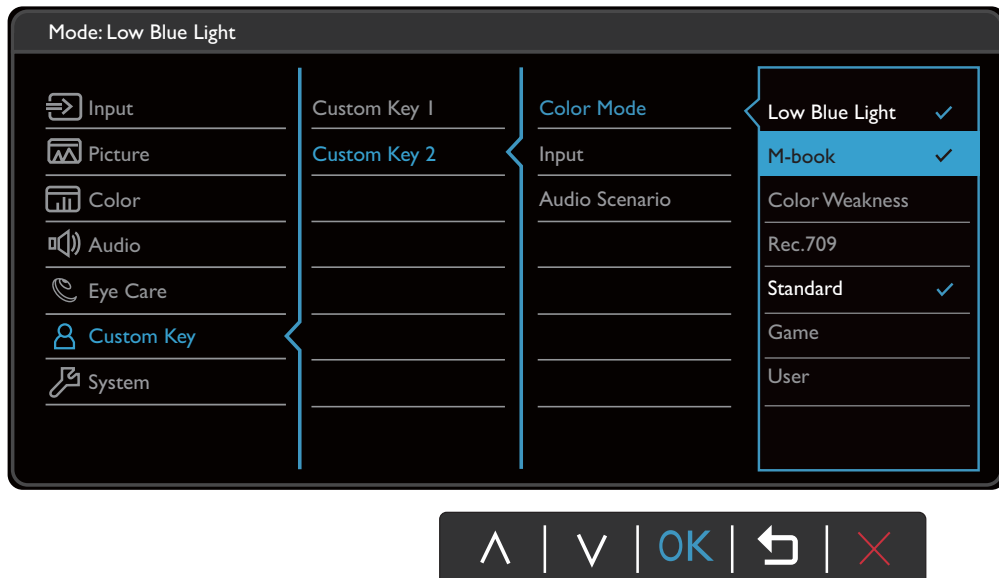 Mode: Low Blue Light
Input
Picture
Color
Audio
Eye Care
Custom Key
System
Custom Key 1
Custom Key 2
Color Mode
Input
Audio Scenario
Low Blue Light
M-book
Color Weakness
Rec.709
Standard
Game
User
OK